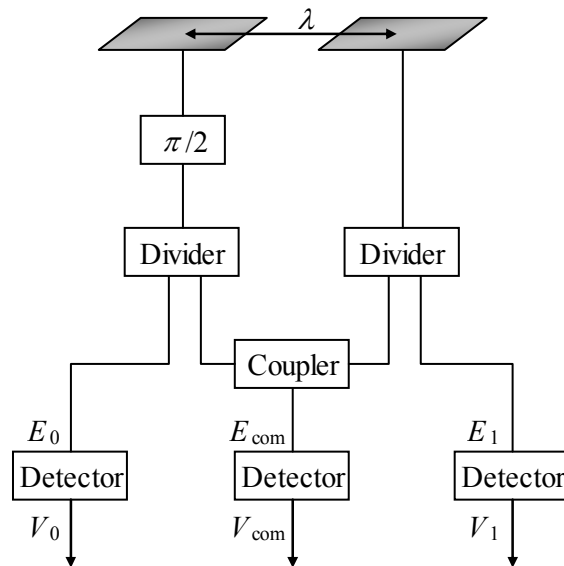 λ
π/2
Divider Divider
Coupler
E0 Ecom E1
Detector Detector Detector
V0 Vcom V1